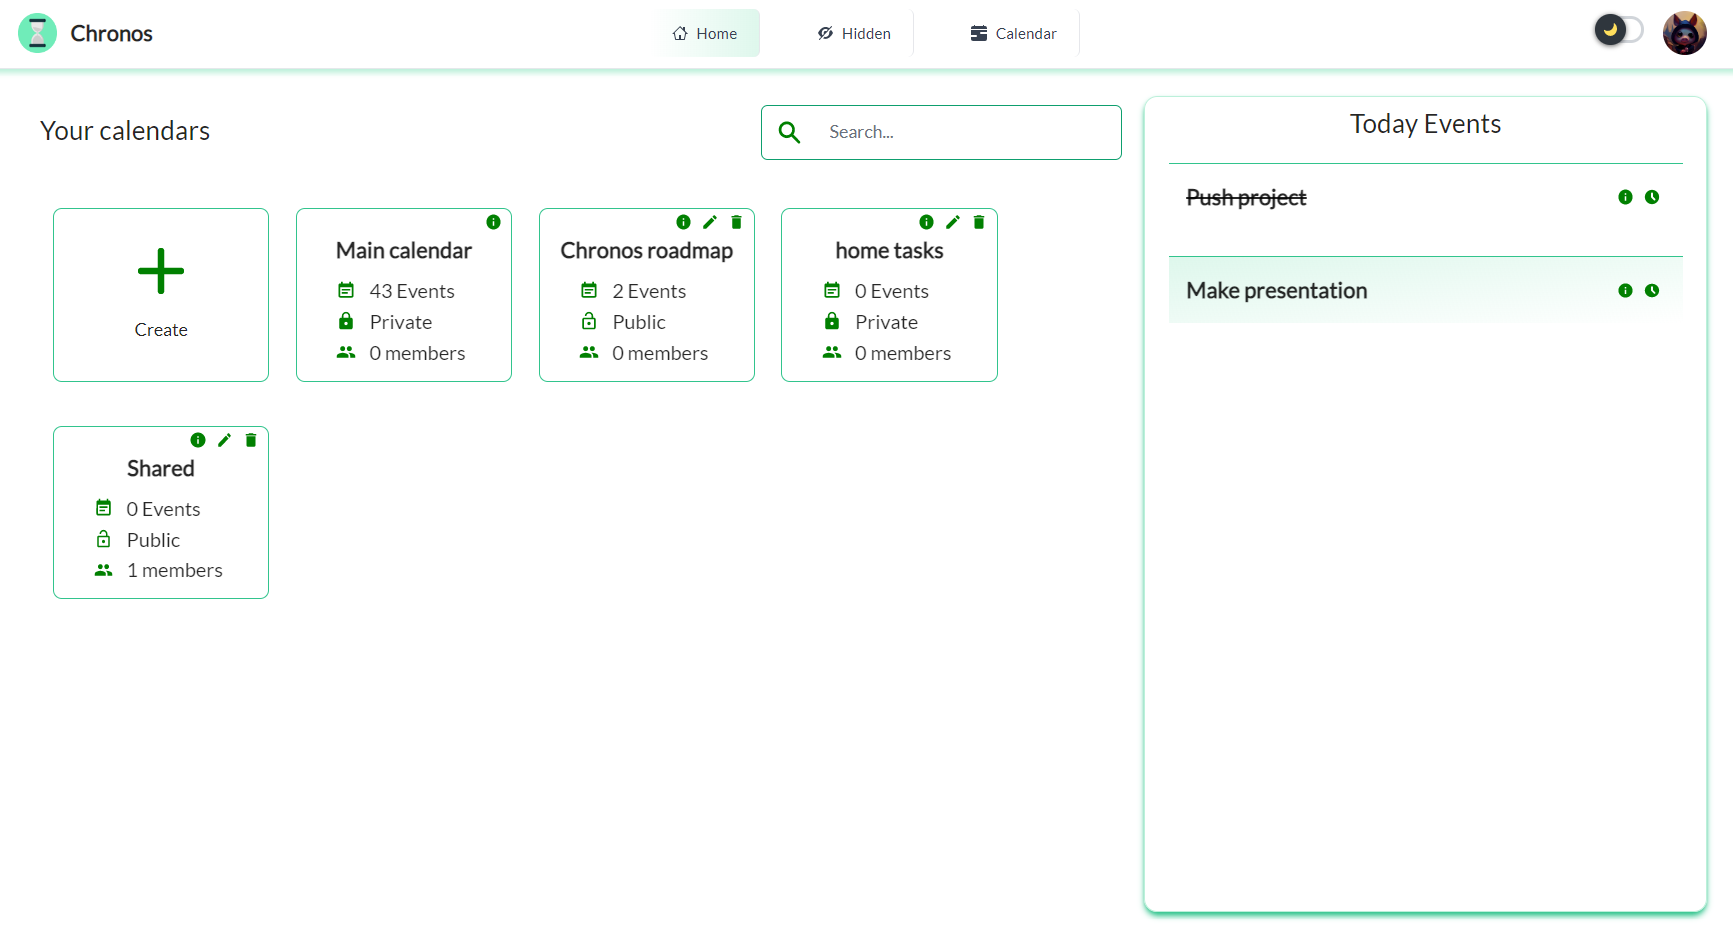 Chronos
Home
Hidden
Calendar
Your calendars
Search...
Create
Main calendar
43 Events
Private
0 members
Chronos roadmap
2 Events
Public
0 members
home tasks
0 Events
Private
0 members
Shared
0 Events
Public
1 members
Today Events
Push project
Make presentation